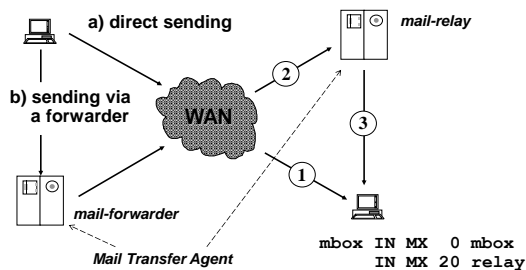 a) direct sending
mail-relay
2
b) sending via
a forwarder
WAN
3
1
mail-forwarder
Mail Transfer Agent
mbox IN MX  0 mbox
     IN MX 20 relay